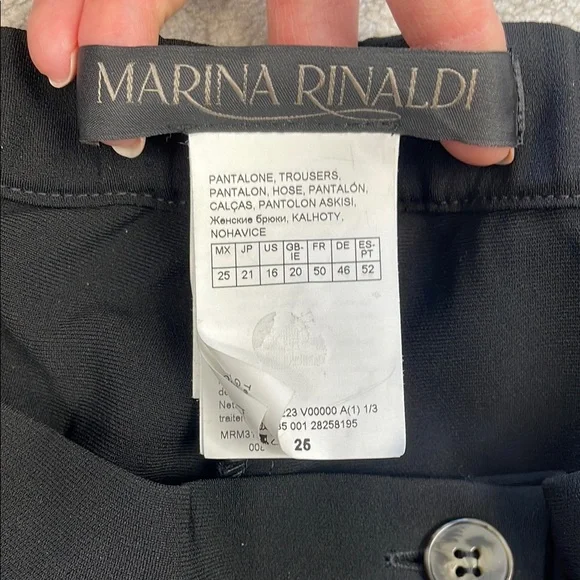 MARINA RINALDI
PANTALONE, TROUSERS,
PANTALON, HOSE, PANTALÓN,
CALÇAS, PANTOLON ASKISI,
Женские брюки, KALHOTY,
NOHAVICE
MX JP US GB-IE FR DE ES-PT
25 21 16 20 50 46 52
223 V00000 A(1) 1/3
001 28258195
25